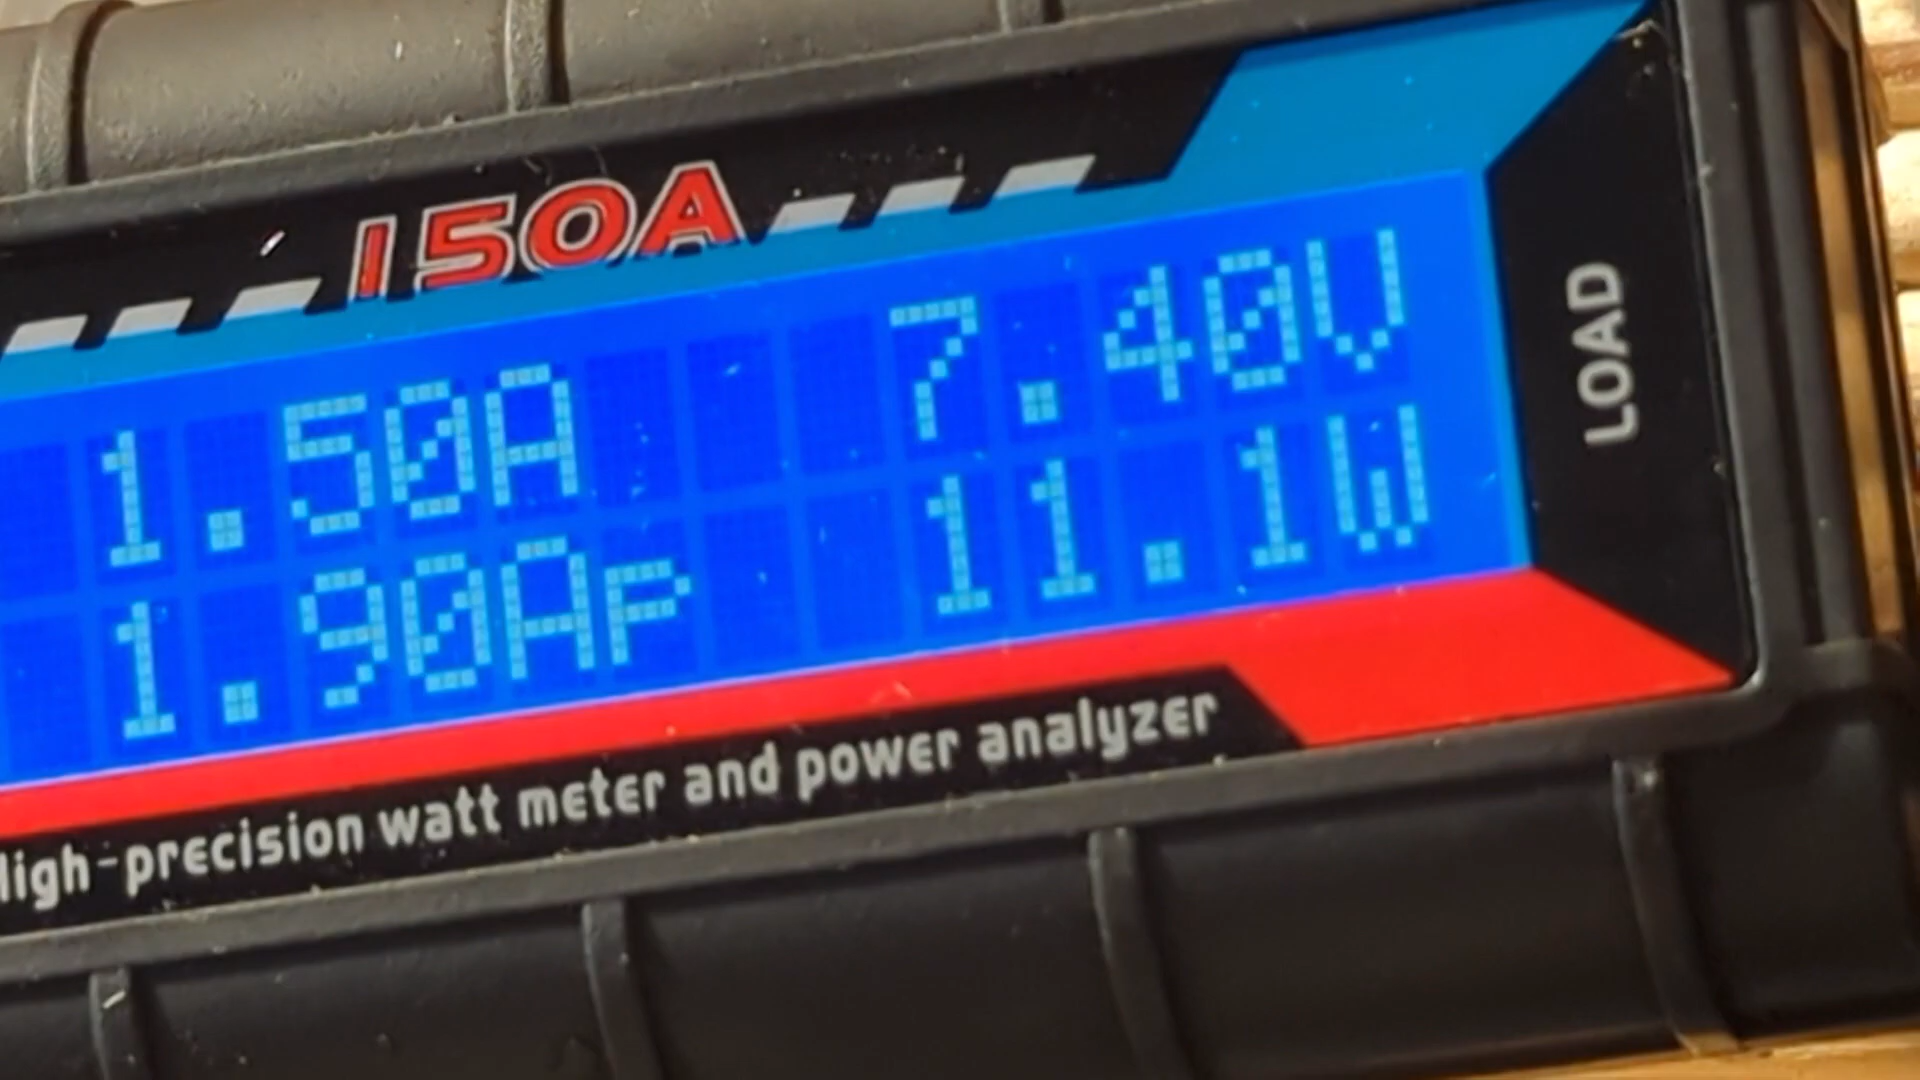 150A
1.50A 7.40V
1.90Ap 11.1W
LOAD
High-precision watt meter and power analyzer